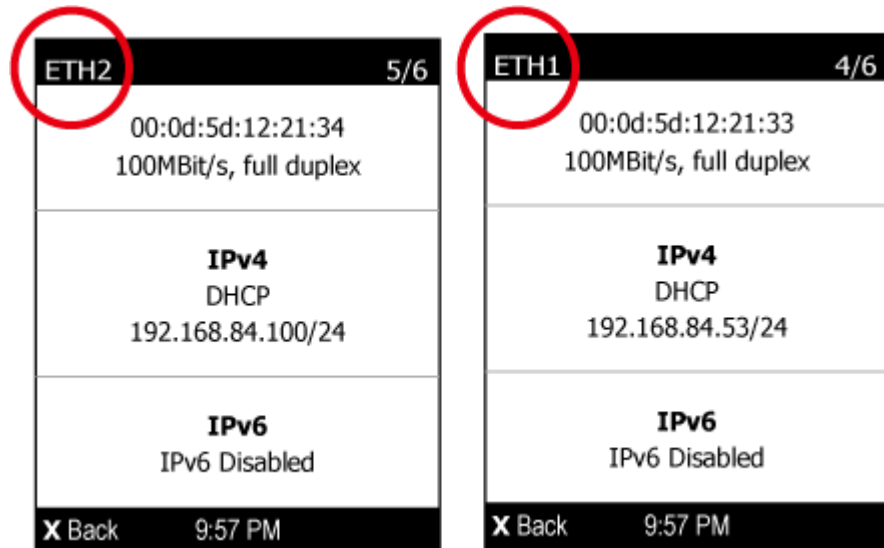 ETH2 5/6
00:0d:5d:12:21:34
100MBit/s, full duplex
IPv4
DHCP
192.168.84.100/24
IPv6
IPv6 Disabled
X Back 9:57 PM
ETH1 4/6
00:0d:5d:12:21:33
100MBit/s, full duplex
IPv4
DHCP
192.168.84.53/24
IPv6
IPv6 Disabled
X Back 9:57 PM